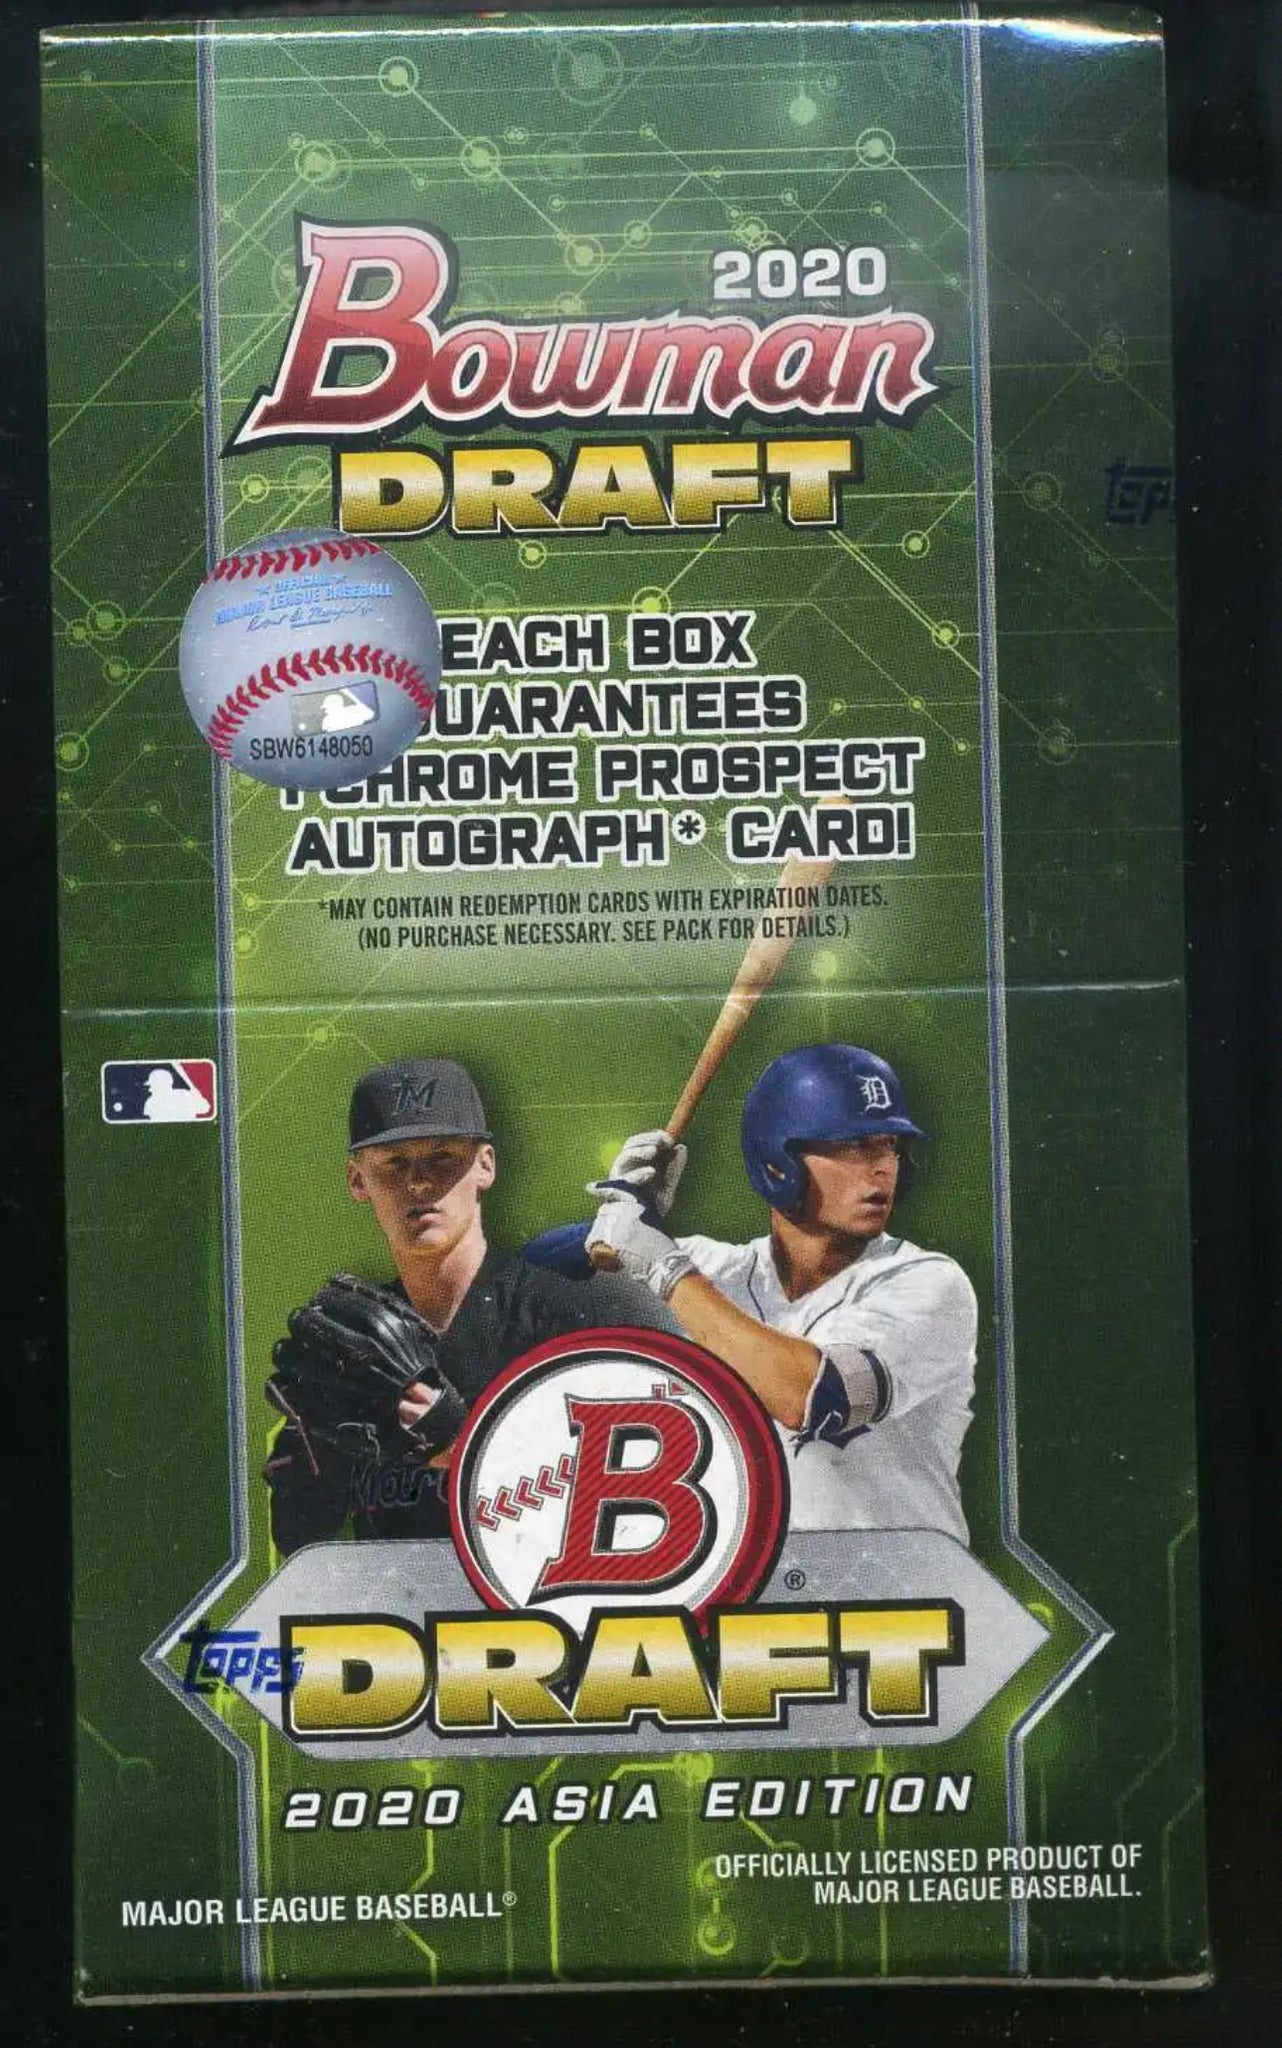 2020
Bowman
DRAFT
OFFICIAL
MAJOR LEAGUE BASEBALL
SBW6148050
EACH BOX
UARANTEES
1 CHROME PROSPECT
AUTOGRAPH* CARD!
*MAY CONTAIN REDEMPTION CARDS WITH EXPIRATION DATES.
(NO PURCHASE NECESSARY. SEE PACK FOR DETAILS.)
M
D
Mar
B
®
DRAFT
Topps
2020 ASIA EDITION
OFFICIALLY LICENSED PRODUCT OF
MAJOR LEAGUE BASEBALL.
MAJOR LEAGUE BASEBALL®